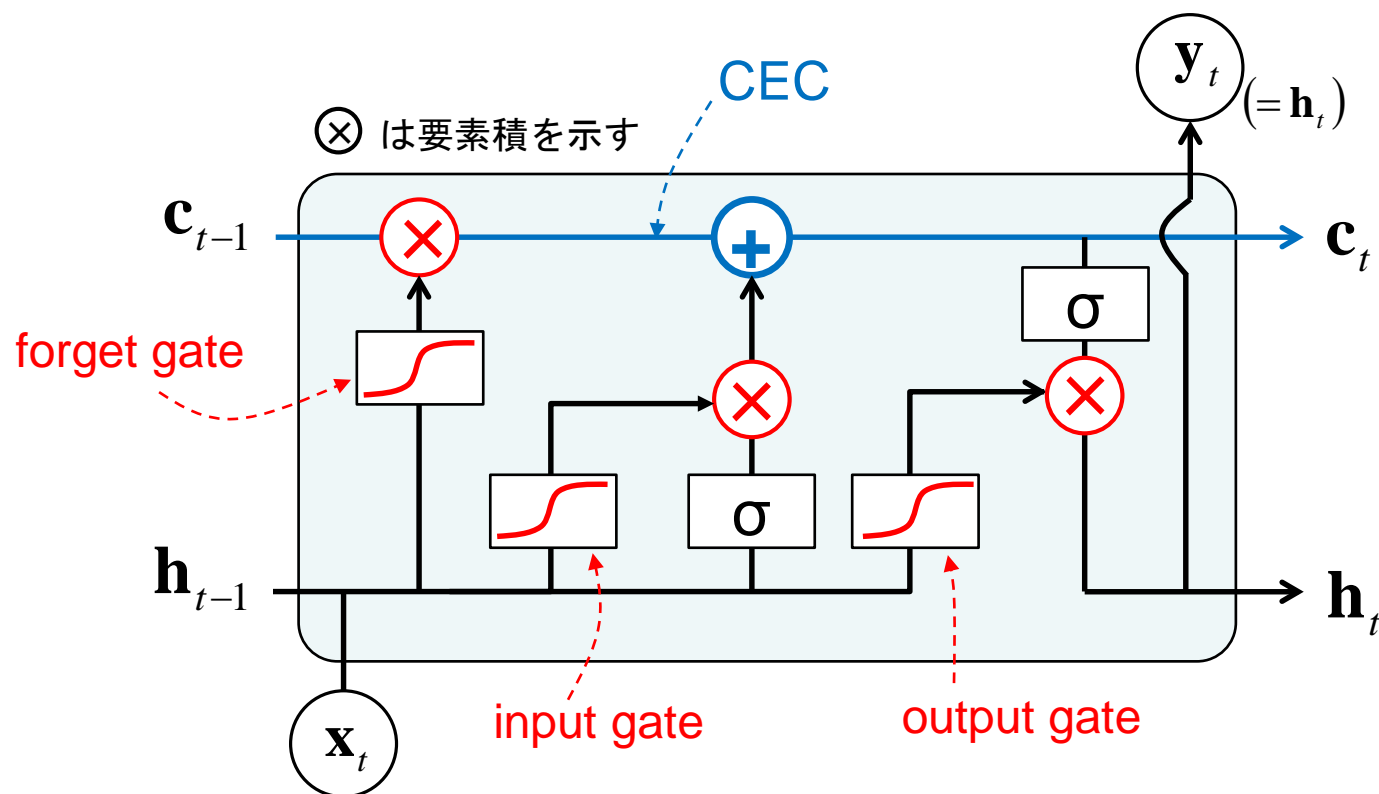 y_t
(= h_t)
CEC
⊗ は要素積を示す
c_{t-1}
×
+
c_t
σ
forget gate
×
×
σ
h_{t-1}
h_t
input gate
output gate
x_t